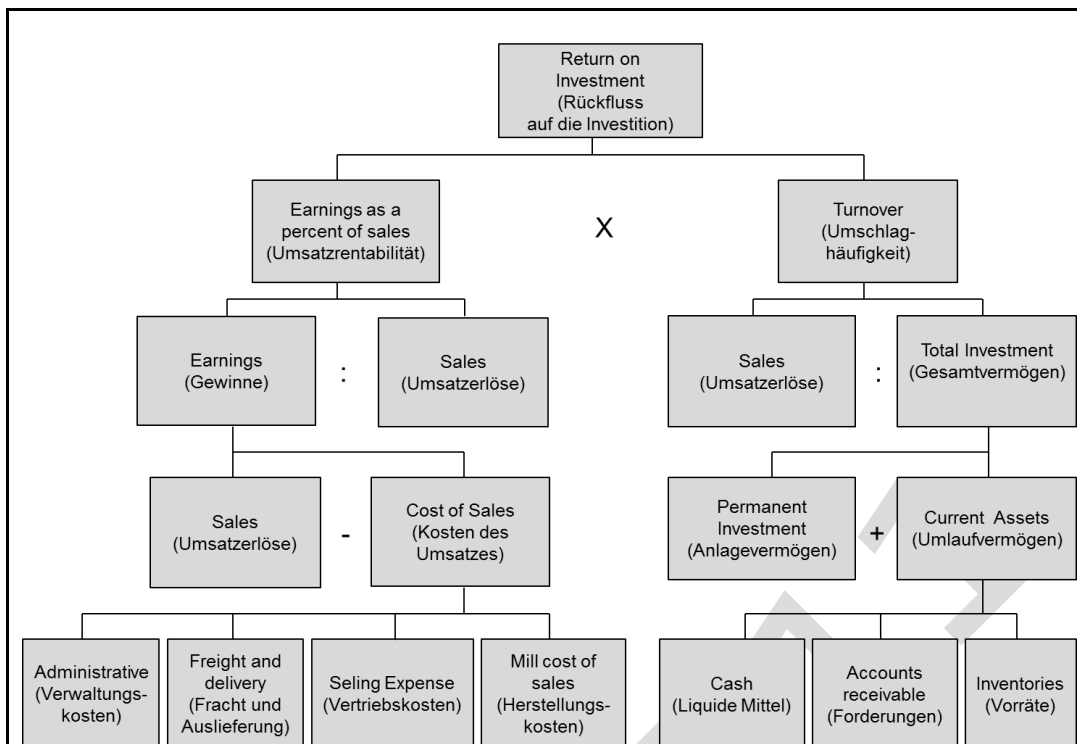 Return on
Investment
(Rückfluss
auf die Investition)
Earnings as a
percent of sales
(Umsatzrentabilität)
X
Turnover
(Umschlag-
häufigkeit)
Earnings
(Gewinne)
:
Sales
(Umsatzerlöse)
Sales
(Umsatzerlöse)
:
Total Investment
(Gesamtvermögen)
Sales
(Umsatzerlöse)
-
Cost of Sales
(Kosten des
Umsatzes)
Permanent
Investment
(Anlagevermögen)
+
Current Assets
(Umlaufvermögen)
Administrative
(Verwaltungs-
kosten)
Freight and
delivery
(Fracht und
Auslieferung)
Seling Expense
(Vertriebskosten)
Mill cost of
sales
(Herstellungs-
kosten)
Cash
(Liquide Mittel)
Accounts
receivable
(Forderungen)
Inventories
(Vorräte)